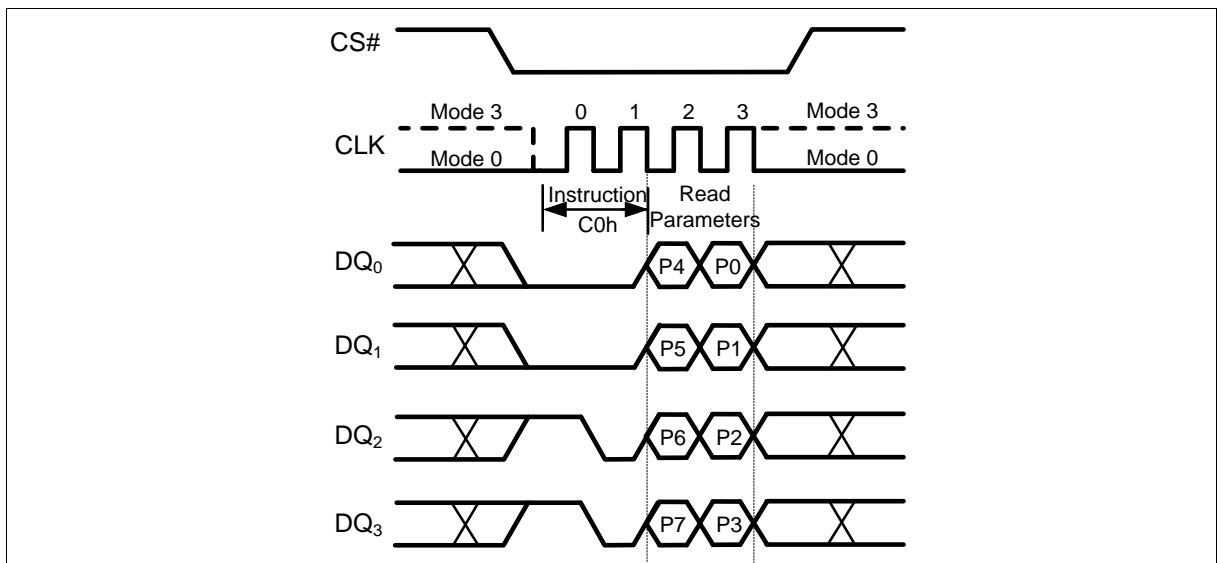 CS#
0 1 2 3
Mode 3 Mode 3
CLK
Mode 0 Mode 0
Instruction Read
C0h Parameters
DQ0 P4 P0
DQ1 P5 P1
DQ2 P6 P2
DQ3 P7 P3